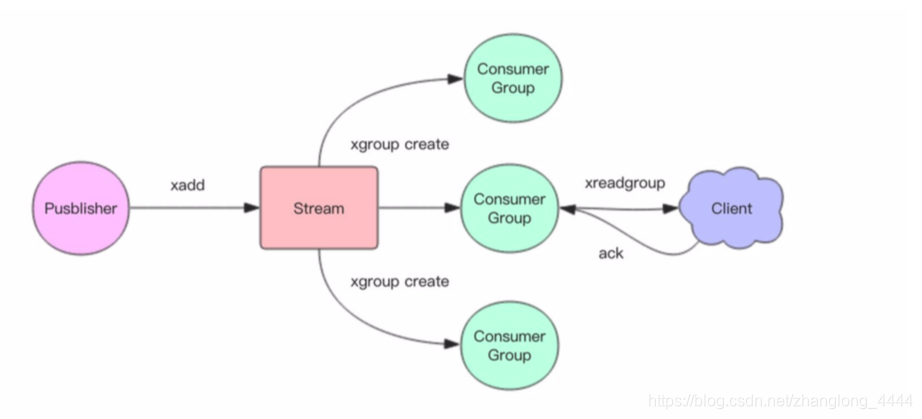 Consumer
Group
xgroup create
Pusblisher
xadd
Stream
Consumer
Group
xreadgroup
Client
ack
xgroup create
Consumer
Group
https://blog.csdn.net/zhanglong_4444